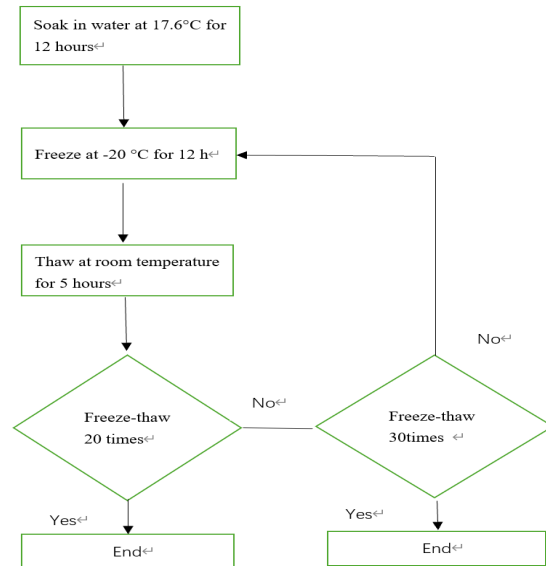 Soak in water at 17.6°C for
12 hours↵
Freeze at -20 °C for 12 h↵
Thaw at room temperature
for 5 hours↵
No↵
Freeze-thaw
20 times↵
No↵
Freeze-thaw
30times ↵
Yes↵
Yes↵
End↵
End↵